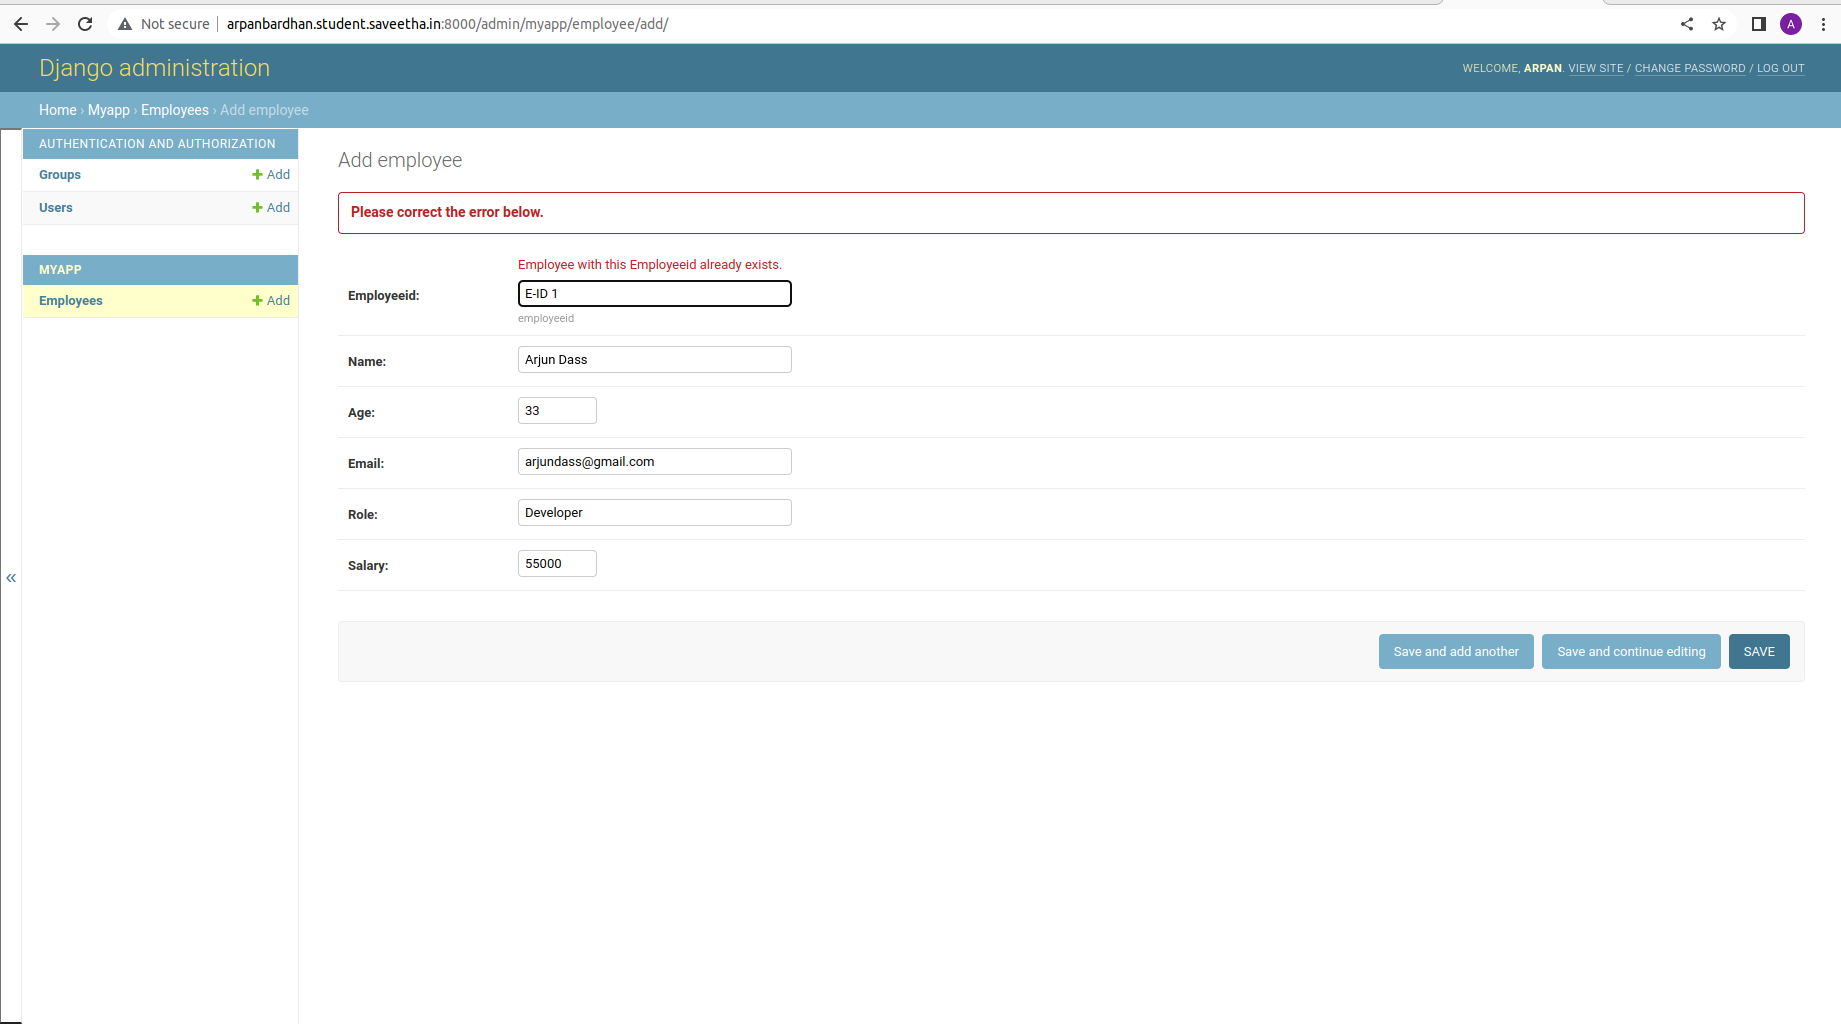 Not secure | arpanbardhan.student.saveetha.in:8000/admin/myapp/employee/add/
A
Django administration
WELCOME, ARPAN. VIEW SITE / CHANGE PASSWORD / LOG OUT
Home › Myapp › Employees › Add employee
AUTHENTICATION AND AUTHORIZATION
Groups + Add
Users + Add
MYAPP
Employees + Add
«
Add employee
Please correct the error below.
Employee with this Employeeid already exists.
Employeeid: E-ID 1
employeeid
Name: Arjun Dass
Age: 33
Email: arjundass@gmail.com
Role: Developer
Salary: 55000
Save and add another Save and continue editing SAVE